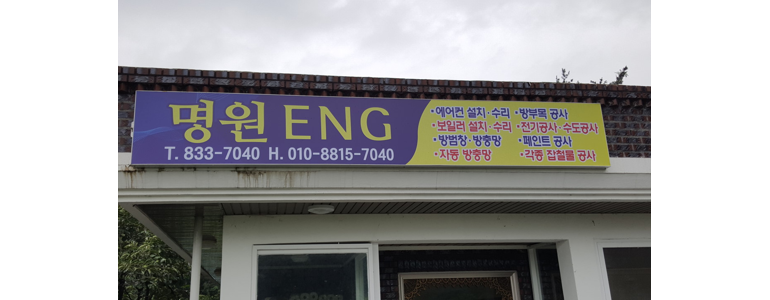 명원 ENG
T. 833-7040 H. 010-8815-7040
·에어컨 설치·수리 ·방부목 공사
·보일러 설치·수리 ·전기공사·수도공사
·방범창·방충망 ·페인트 공사
·자동 방충망 ·각종 잡철물 공사